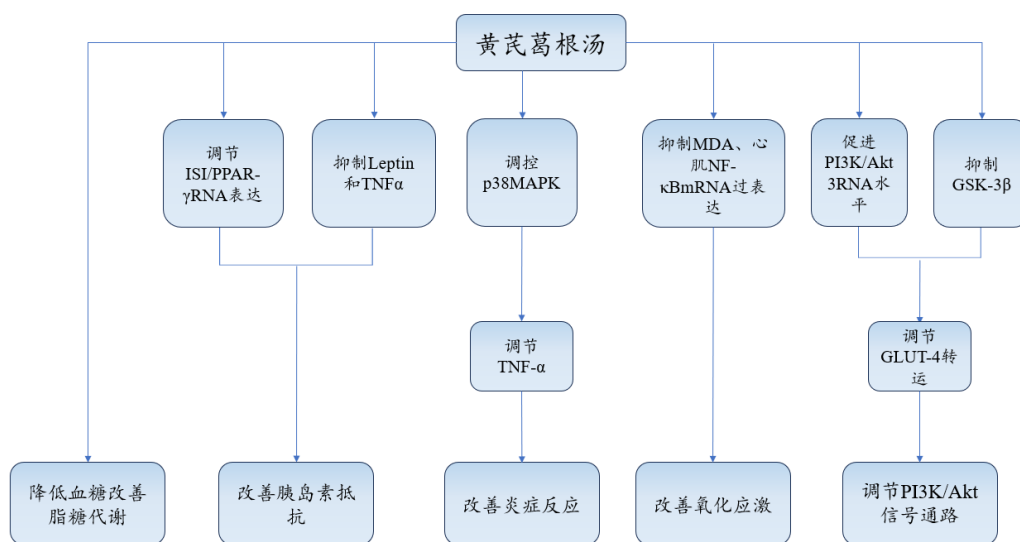 黄芪葛根汤
调节
ISI/PPAR-
γRNA表达
抑制Leptin
和TNFα
调控
p38MAPK
抑制MDA、心
肌NF-
κBmRNA过表
达
促进
PI3K/Akt
3RNA水
平
抑制
GSK-3β
调节
TNF-α
调节
GLUT-4转
运
降低血糖改善
脂糖代谢
改善胰岛素抵
抗
改善炎症反应
改善氧化应激
调节PI3K/Akt
信号通路